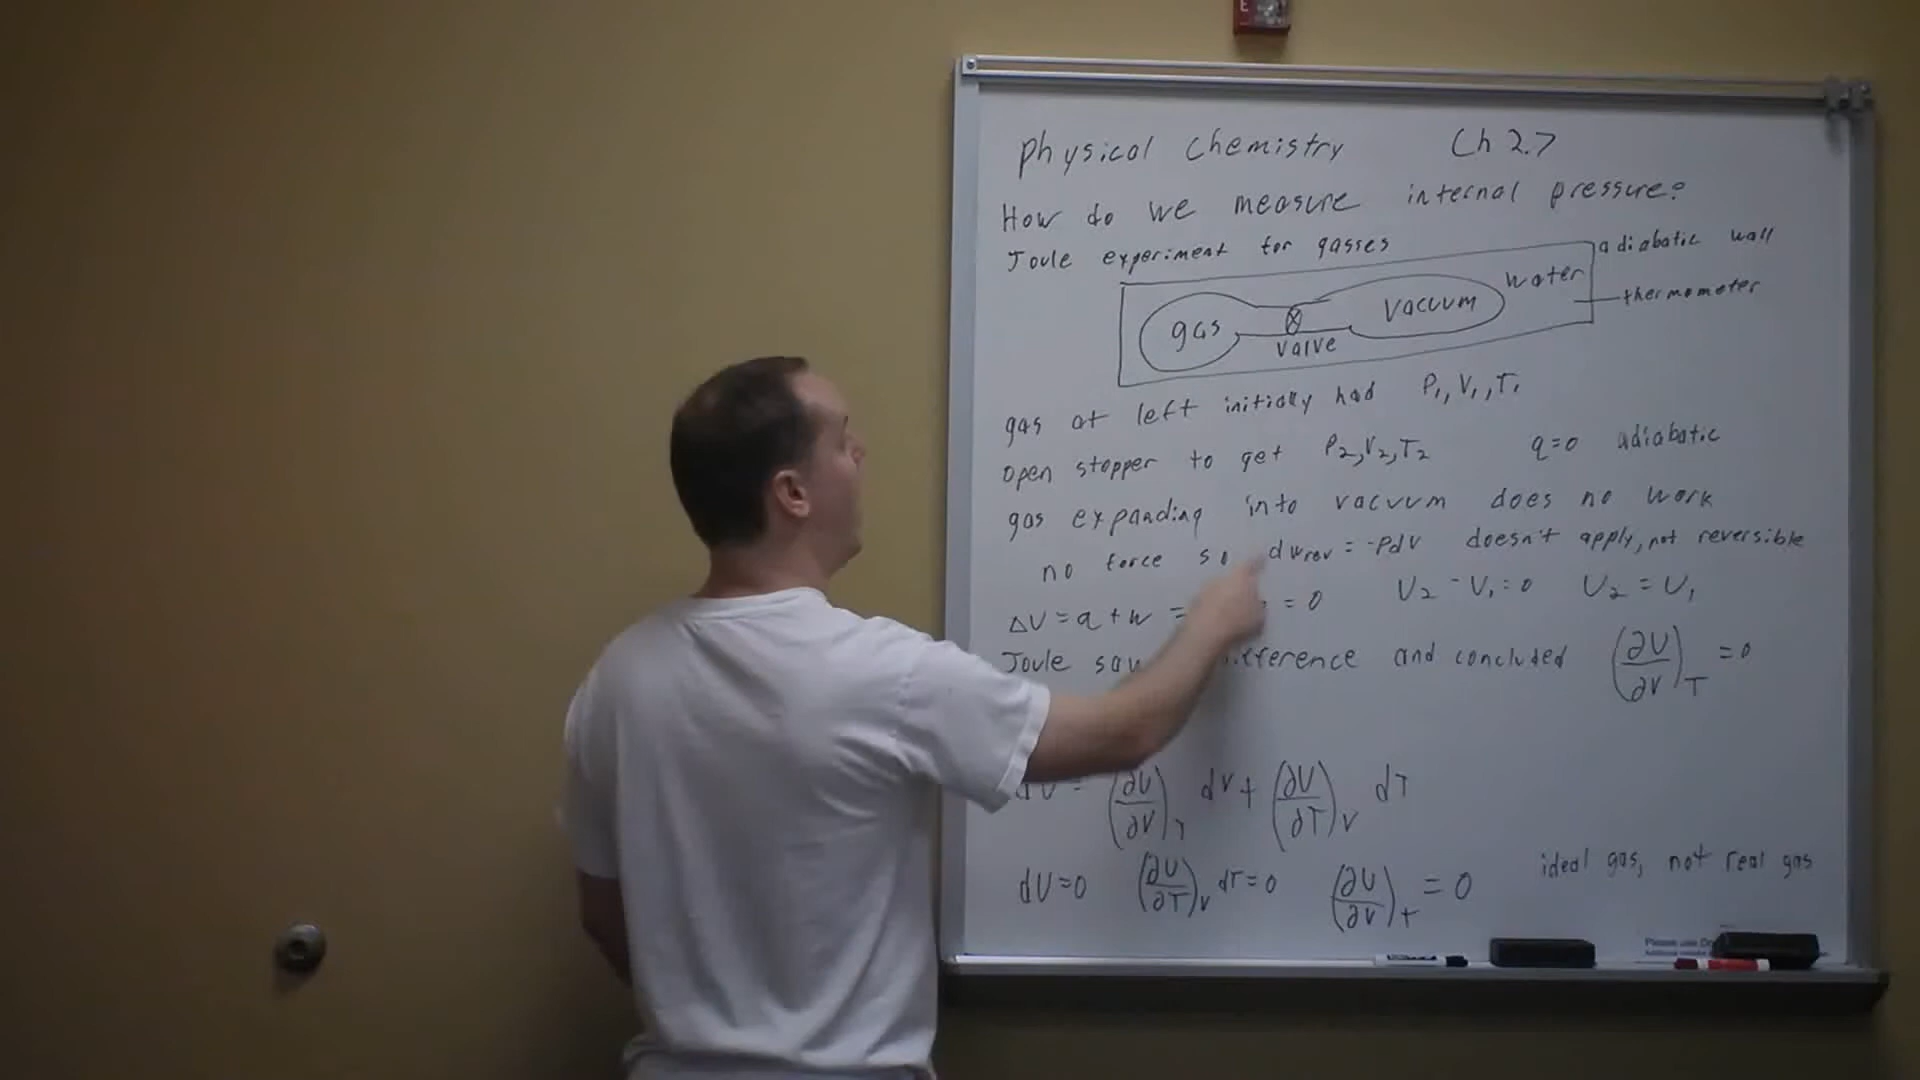 E
Physical Chemistry Ch 2.7
How do we measure internal pressure?
Joule experiment for gasses
adiabatic wall
water
thermometer
gas
vacuum
valve
gas at left initially had P₁, V₁, T₁
open stopper to get P₂, V₂, T₂ q=0 adiabatic
gas expanding into vacuum does no work
no force so dw_rev = -PdV doesn't apply, not reversible
ΔU = q + w = = 0 U₂ - U₁ = 0 U₂ = U₁
Joule and concluded (∂U/∂V)_T = 0
= (∂U/∂V)_T dV + (∂U/∂T)_V dT
dU=0 (∂U/∂T)_V dT=0 (∂U/∂V)_T = 0 ideal gas, not real gas
Please use